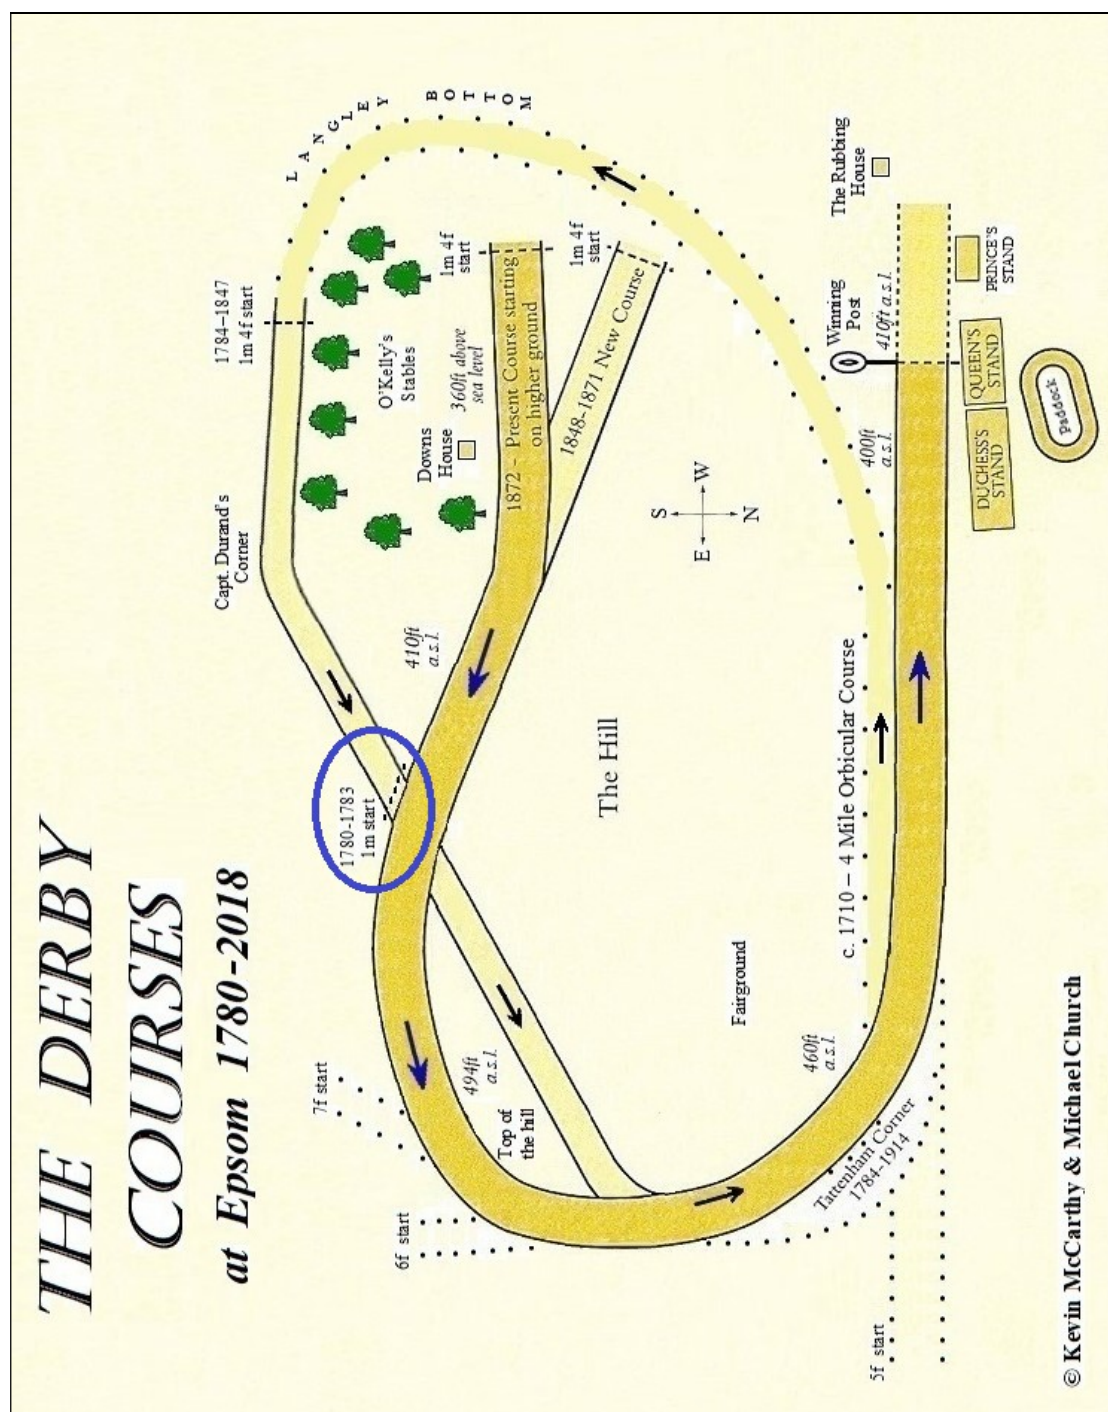 THE DERBY
COURSES
at Epsom 1780-2018
LANGLEY BOTTOM
1784-1847
1m 4f start
Capt. Durand's
Corner
O'Kelly's
Stables
Downs
House
360ft above
sea level
1m 4f
start
1872 - Present Course starting
on higher ground
1m 4f
start
1848-1871 New Course
410ft
a.s.l.
1780-1783
1m start
S
W
E
N
The Hill
The Rubbing
House
Winning
Post
410ft a.s.l.
PRINCE'S
STAND
QUEEN'S
STAND
DUCHESS'S
STAND
Paddock
400ft
a.s.l.
c. 1710 – 4 Mile Orbicular Course
Fairground
7f start
494ft
a.s.l.
Top of
the hill
460ft
a.s.l.
Tattenham Corner
1784-1914
6f start
5f start
© Kevin McCarthy & Michael Church